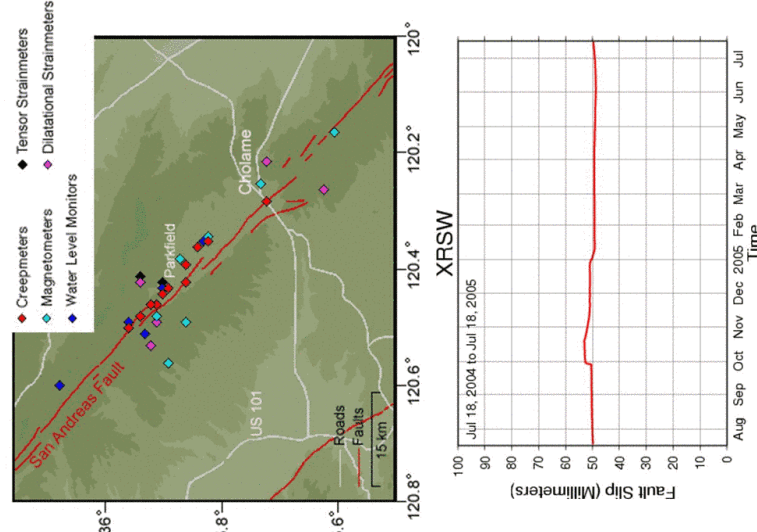 Creepmeters
Magnetometers
Water Level Monitors
Tensor Strainmeters
Dilatational Strainmeters
San Andreas Fault
Parkfield
Cholame
US 101
Roads
Faults
15 km
120.8°
120.6°
120.4°
120.2°
120°
36°
XRSW
Jul 18, 2004 to Jul 18, 2005
Fault Slip (Millimeters)
100
90
80
70
60
50
40
30
20
10
0
Aug Sep Oct Nov Dec 2005 Feb Mar Apr May Jun Jul
Time